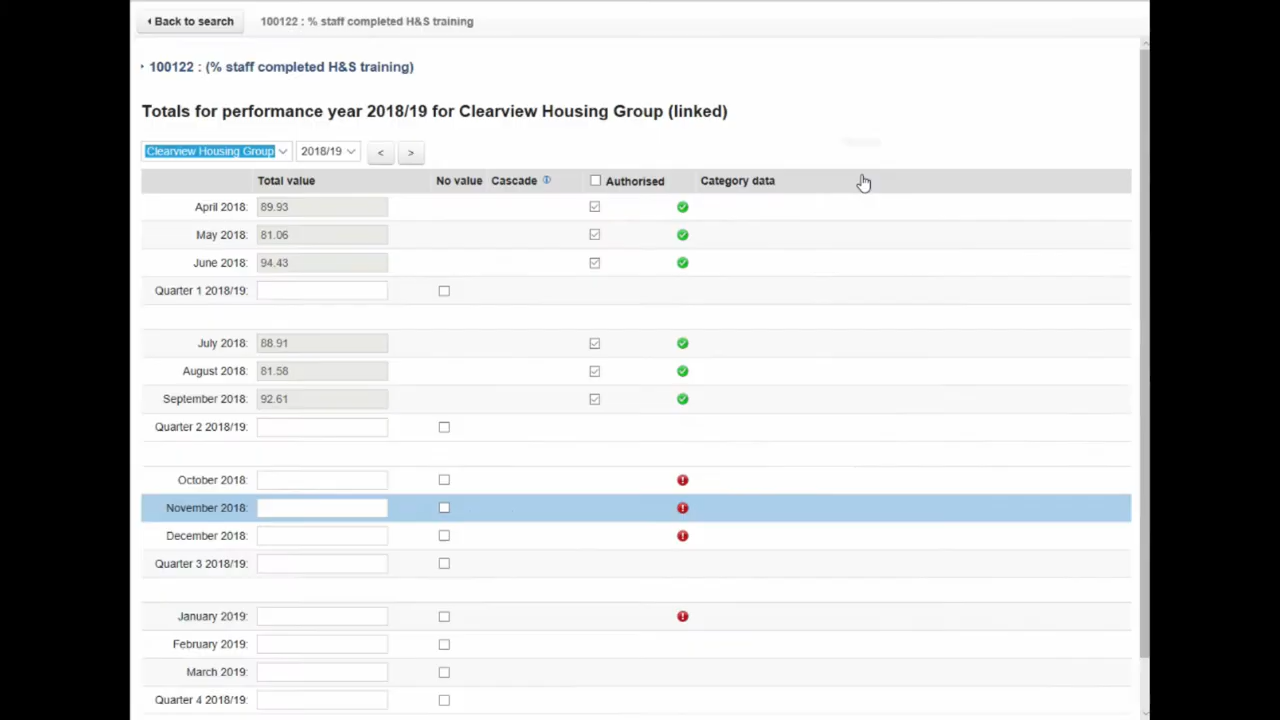 Back to search 100122 : % staff completed H&S training
100122 : (% staff completed H&S training)
Totals for performance year 2018/19 for Clearview Housing Group (linked)
Clearview Housing Group 2018/19 < >
Total value No value Cascade Authorised Category data
April 2018: 89.93
May 2018: 81.06
June 2018: 94.43
Quarter 1 2018/19:
July 2018: 88.91
August 2018: 81.58
September 2018: 92.61
Quarter 2 2018/19:
October 2018:
November 2018:
December 2018:
Quarter 3 2018/19:
January 2019:
February 2019:
March 2019:
Quarter 4 2018/19: